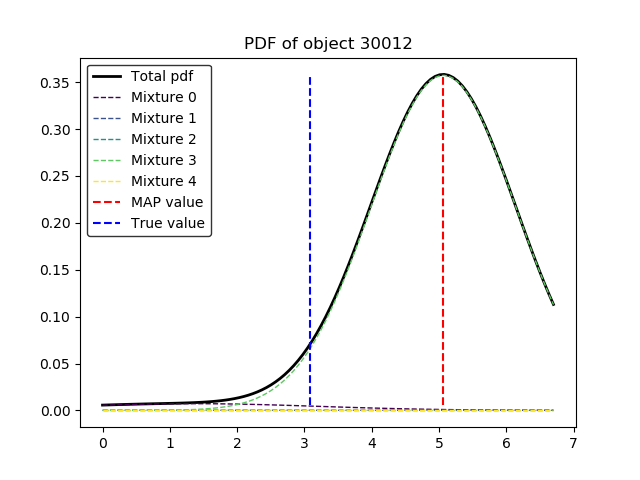 PDF of object 30012
Total pdf
Mixture 0
Mixture 1
Mixture 2
Mixture 3
Mixture 4
MAP value
True value
0.35
0.30
0.25
0.20
0.15
0.10
0.05
0.00
0 1 2 3 4 5 6 7